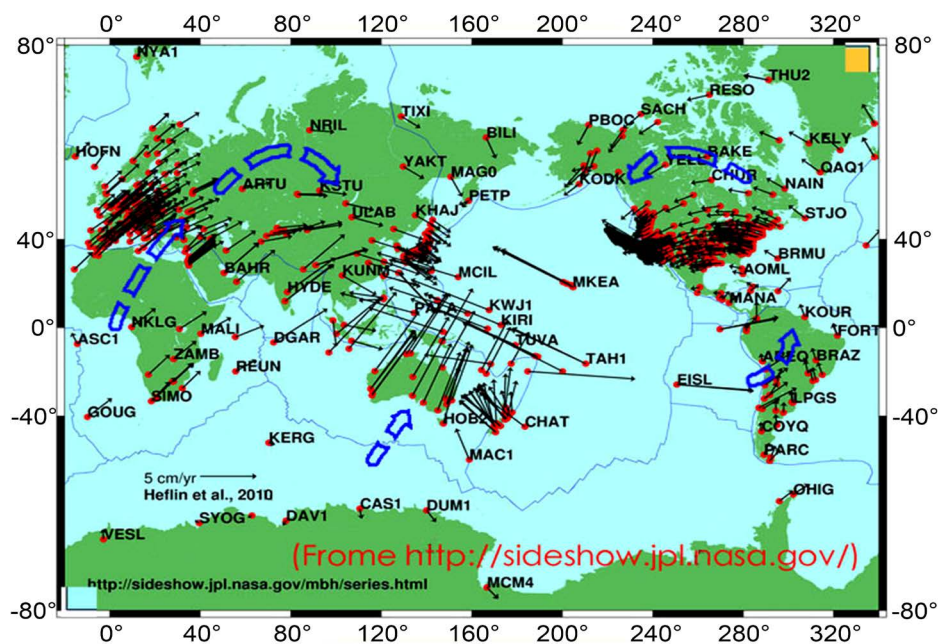 0° 40° 80° 120° 160° 200° 240° 280° 320°
80° 80°
NYA1
THU2
RESO
TIXI
SACH
PBOC
NRIL
BILI
KELY
HOFN
BAKE
YELL
YAKT
MAG0
QAQ1
CHUR
KODK
ARTU
KSTU
PETP
NAIN
ULAB
KHAJ
STJO
40° 40°
BRMU
BAHR
KUNM
MCIL
AOML
HYDE
MKEA
MANA
KWJ1
NKLG
KIRI
KOUR
0° 0°
ASC1
MALI
DGAR
TUVA
FORT
ZAMB
REUN
TAH1
AREQ
BRAZ
EISL
SIMO
LPGS
-40° -40°
GOUG
HOB2
CHAT
COYQ
KERG
MAC1
PARC
5 cm/yr
Heflin et al., 2010
OHIG
CAS1
DUM1
SYOG
DAV1
VESL
(Frome http://sideshow.jpl.nasa.gov/)
http://sideshow.jpl.nasa.gov/mbh/series.html
MCM4
-80° -80°
0° 40° 80° 120° 160° 200° 240° 280° 320°